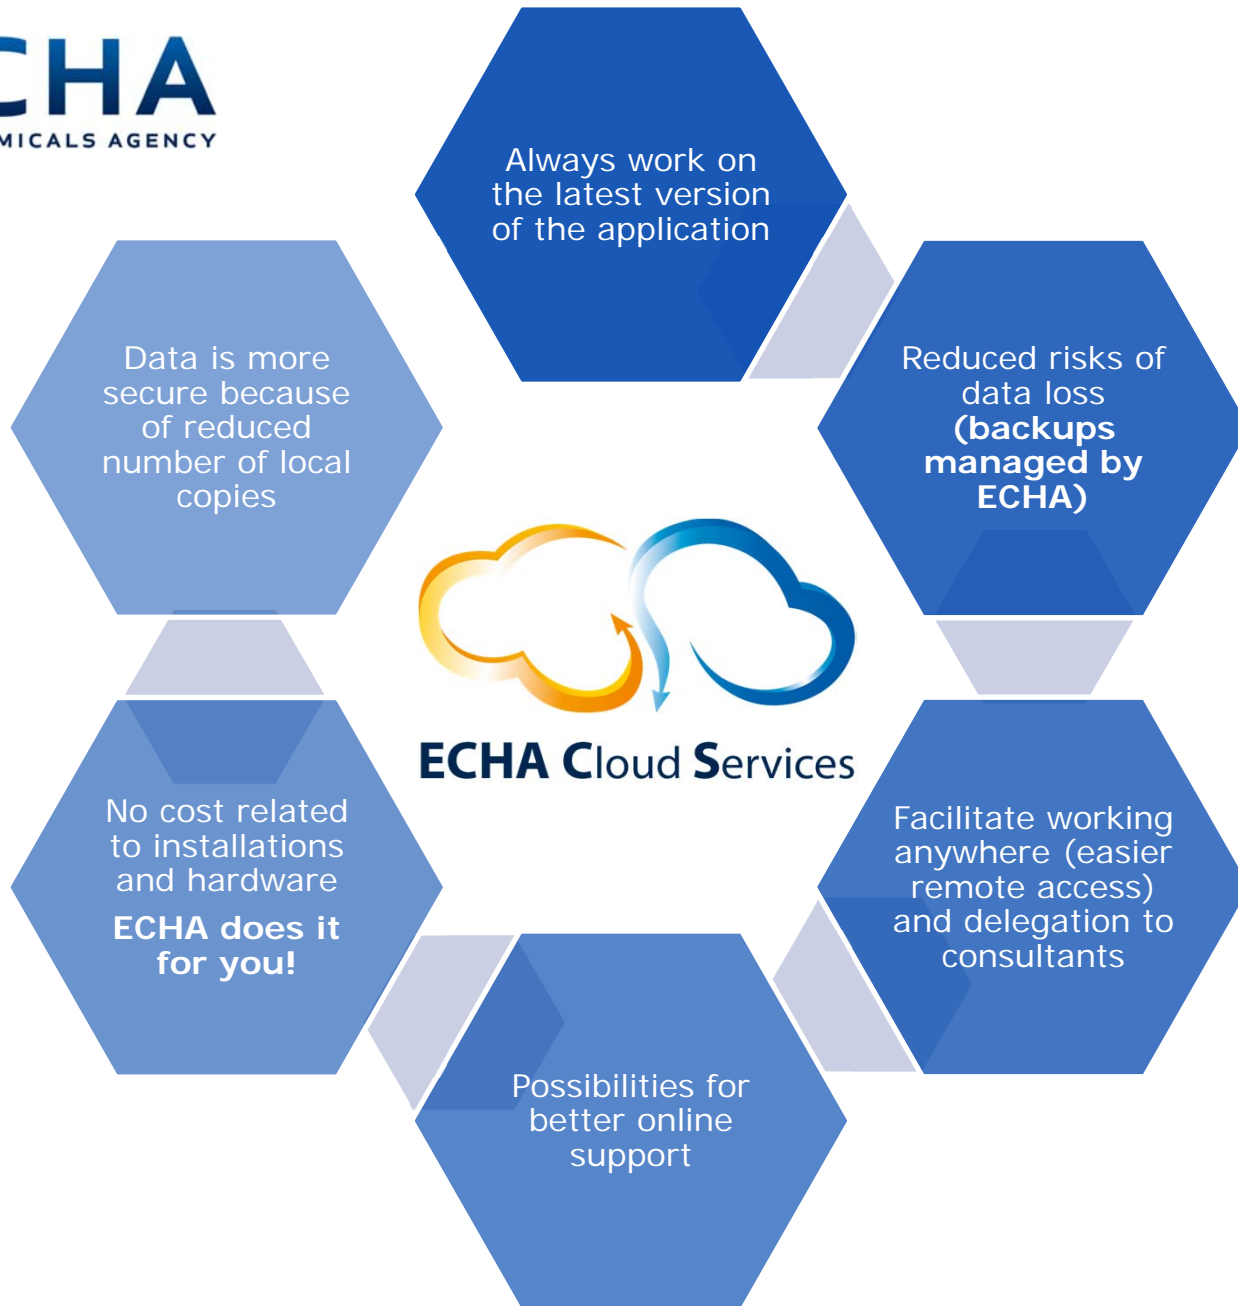 CHA
MICALS AGENCY
Always work on
the latest version
of the application
Reduced risks of
data loss
(backups
managed by
ECHA)
Facilitate working
anywhere (easier
remote access)
and delegation to
consultants
Possibilities for
better online
support
No cost related
to installations
and hardware
ECHA does it
for you!
Data is more
secure because
of reduced
number of local
copies
ECHA Cloud Services